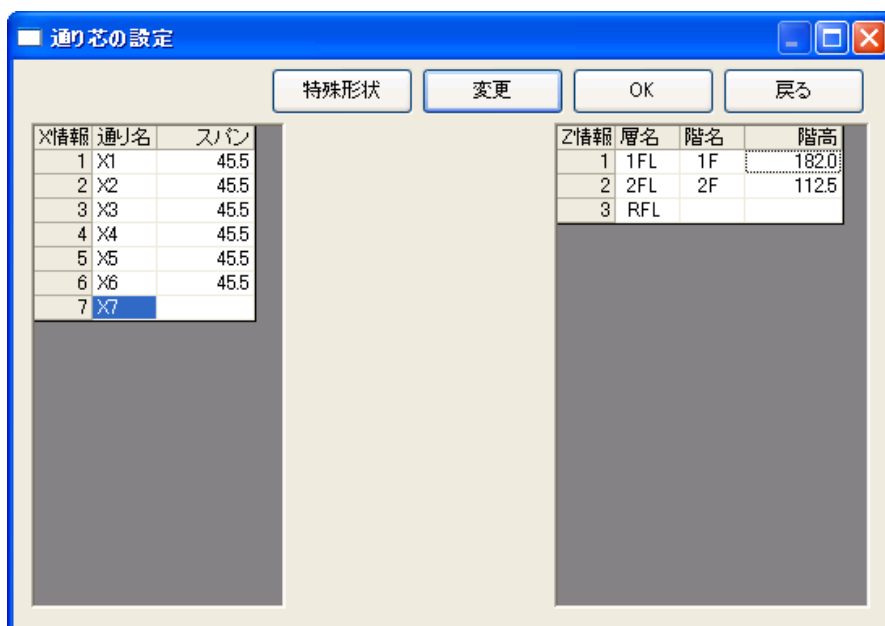 通り芯の設定
特殊形状 変更 OK 戻る
X情報 通り名 スパン
1 X1 45.5
2 X2 45.5
3 X3 45.5
4 X4 45.5
5 X5 45.5
6 X6 45.5
7 X7
Z情報 層名 階名 階高
1 1FL 1F 182.0
2 2FL 2F 112.5
3 RFL